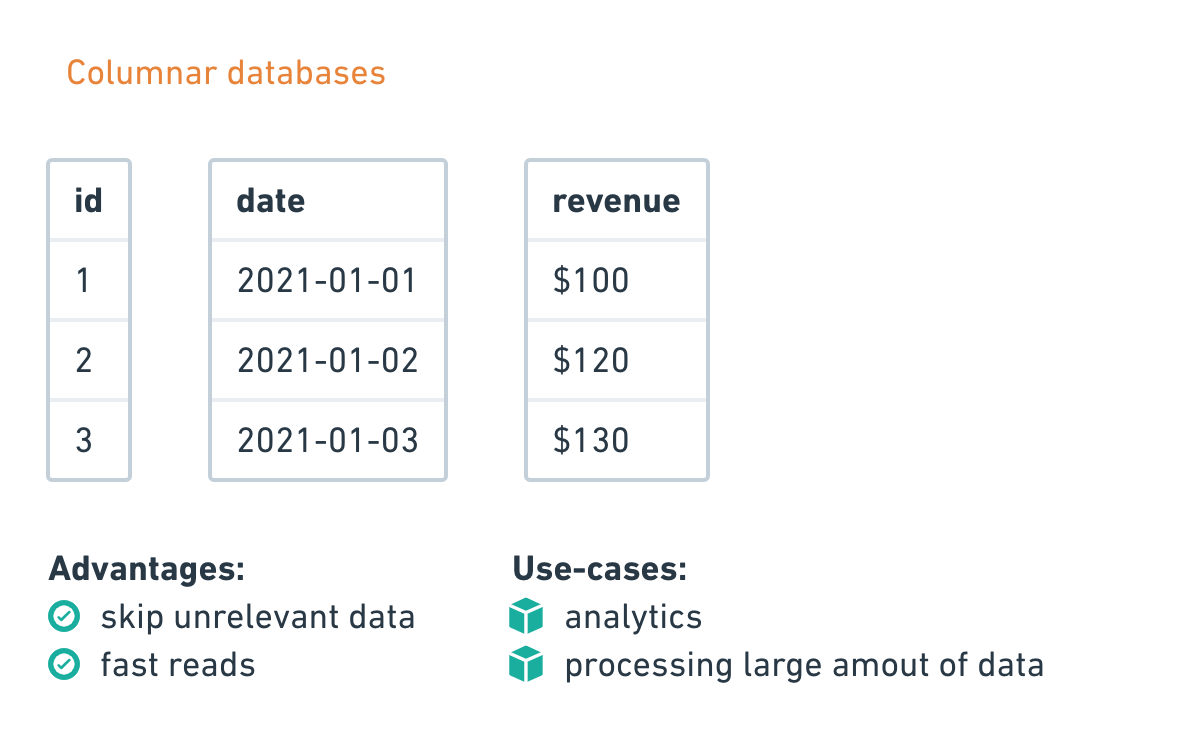 Columnar databases
id date revenue
1 2021-01-01 $100
2 2021-01-02 $120
3 2021-01-03 $130
Advantages:
skip unrelevant data
fast reads
Use-cases:
analytics
processing large amout of data